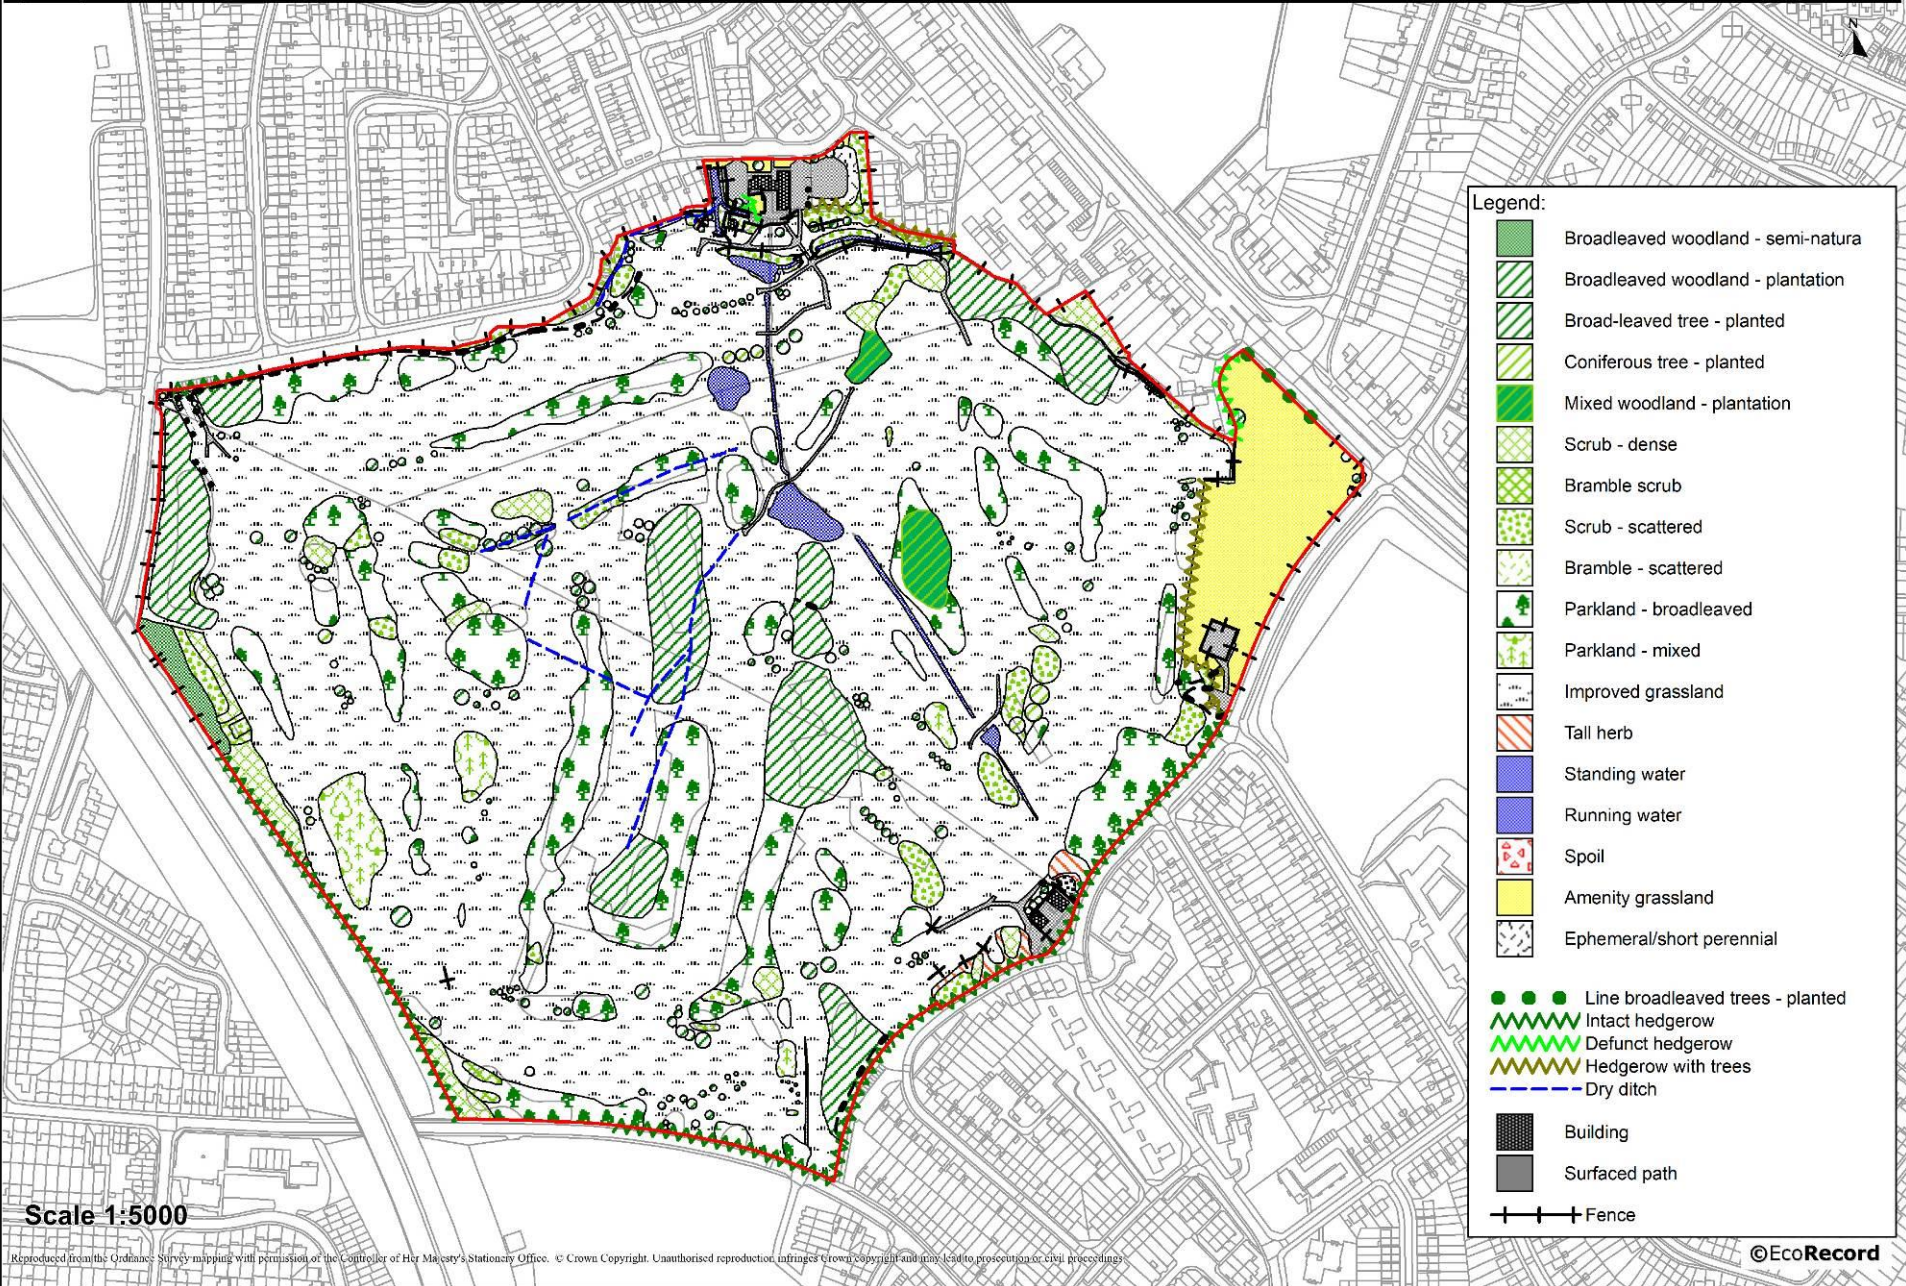 N
Legend:
Broadleaved woodland - semi-natura
Broadleaved woodland - plantation
Broad-leaved tree - planted
Coniferous tree - planted
Mixed woodland - plantation
Scrub - dense
Bramble scrub
Scrub - scattered
Bramble - scattered
Parkland - broadleaved
Parkland - mixed
Improved grassland
Tall herb
Standing water
Running water
Spoil
Amenity grassland
Ephemeral/short perennial
Line broadleaved trees - planted
Intact hedgerow
Defunct hedgerow
Hedgerow with trees
Dry ditch
Building
Surfaced path
Fence
Scale 1:5000
Reproduced from the Ordnance Survey mapping with permission of the Controller of Her Majesty's Stationery Office. © Crown Copyright. Unauthorised reproduction infringes Crown copyright and may lead to prosecution or civil proceedings
©EcoRecord